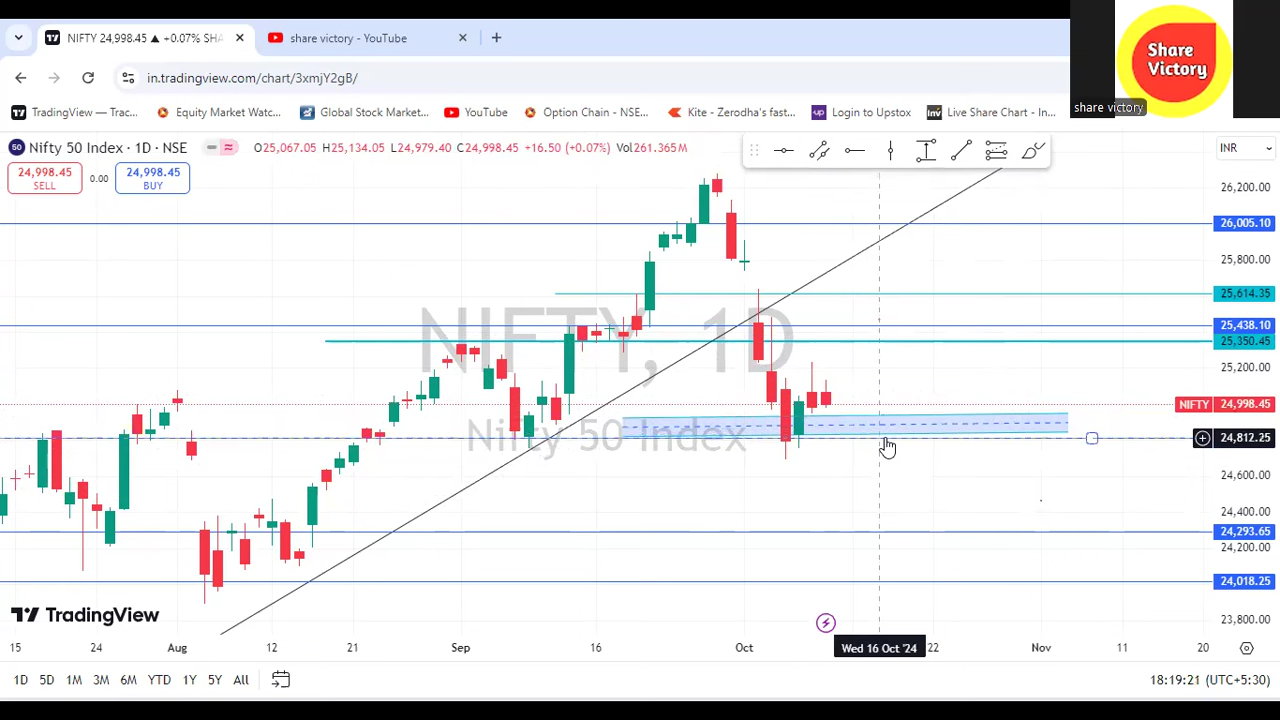 NIFTY 24,998.45 ▲ +0.07% SHA
share victory - YouTube
in.tradingview.com/chart/3xmjY2gB/
TradingView — Trac...
Equity Market Watc...
Global Stock Market...
YouTube
Option Chain - NSE...
Kite - Zerodha's fast...
Login to Upstox
Inv
Live Share Chart - In...
Share
Victory
share victory
50
Nifty 50 Index · 1D · NSE
O25,067.05 H25,134.05 L24,979.40 C24,998.45 +16.50 (+0.07%) Vol261.365M
INR
24,998.45
SELL
0.00
24,998.45
BUY
NIFTY, 1D
Nifty 50 Index
26,200.00
26,005.10
25,800.00
25,614.35
25,438.10
25,350.45
25,200.00
NIFTY 24,998.45
24,812.25
24,600.00
24,400.00
24,293.65
24,200.00
24,018.25
23,800.00
TradingView
15 24 Aug 12 21 Sep 16 Oct Wed 16 Oct '24 22 Nov 11 20
1D 5D 1M 3M 6M YTD 1Y 5Y All
18:19:21 (UTC+5:30)